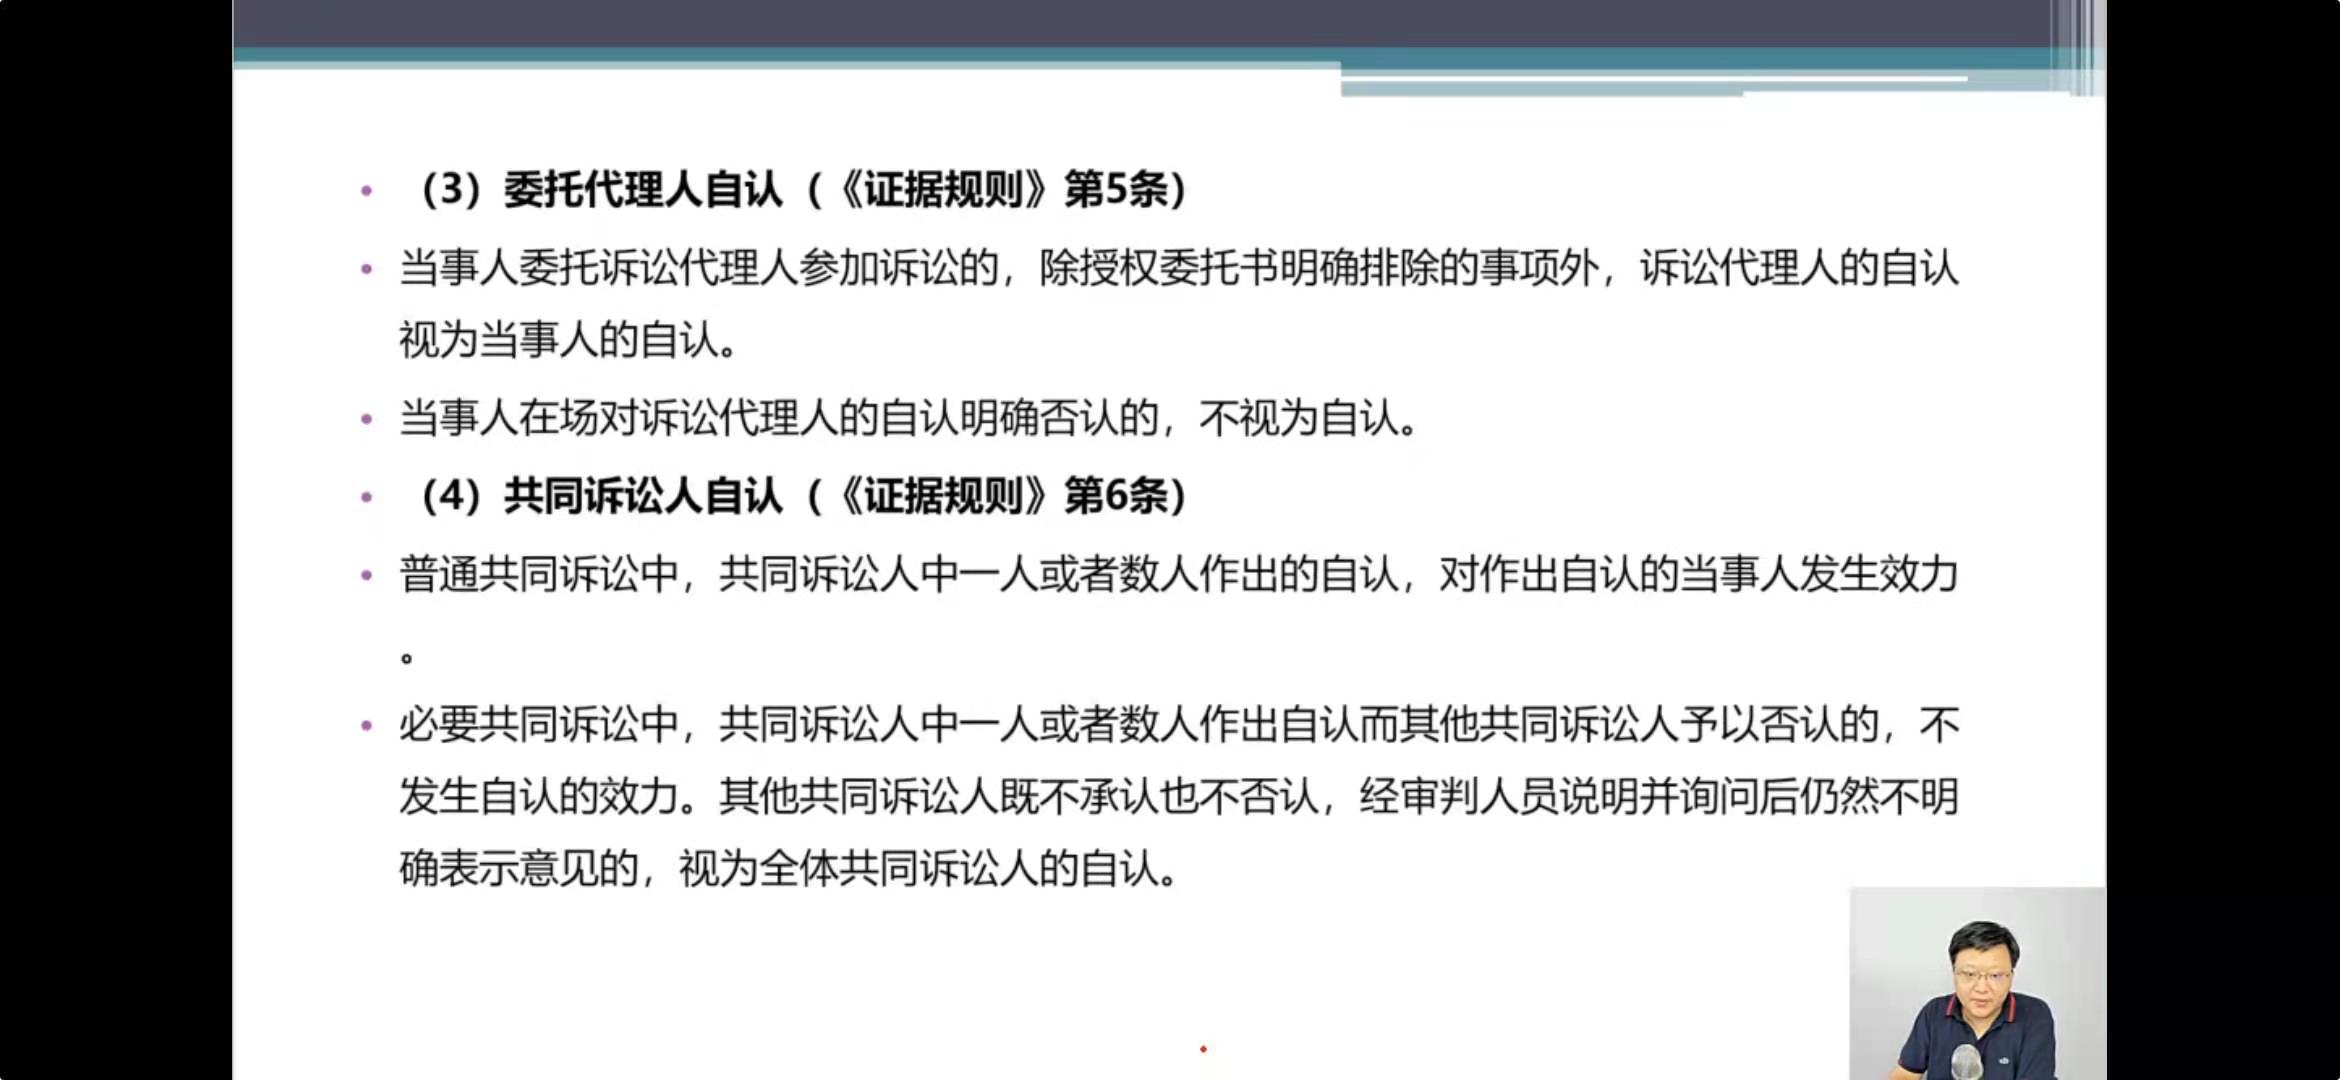 • （3）委托代理人自认（《证据规则》第5条）
• 当事人委托诉讼代理人参加诉讼的，除授权委托书明确排除的事项外，诉讼代理人的自认
视为当事人的自认。
• 当事人在场对诉讼代理人的自认明确否认的，不视为自认。
• （4）共同诉讼人自认（《证据规则》第6条）
• 普通共同诉讼中，共同诉讼人中一人或者数人作出的自认，对作出自认的当事人发生效力
。
• 必要共同诉讼中，共同诉讼人中一人或者数人作出自认而其他共同诉讼人予以否认的，不
发生自认的效力。其他共同诉讼人既不承认也不否认，经审判人员说明并询问后仍然不明
确表示意见的，视为全体共同诉讼人的自认。